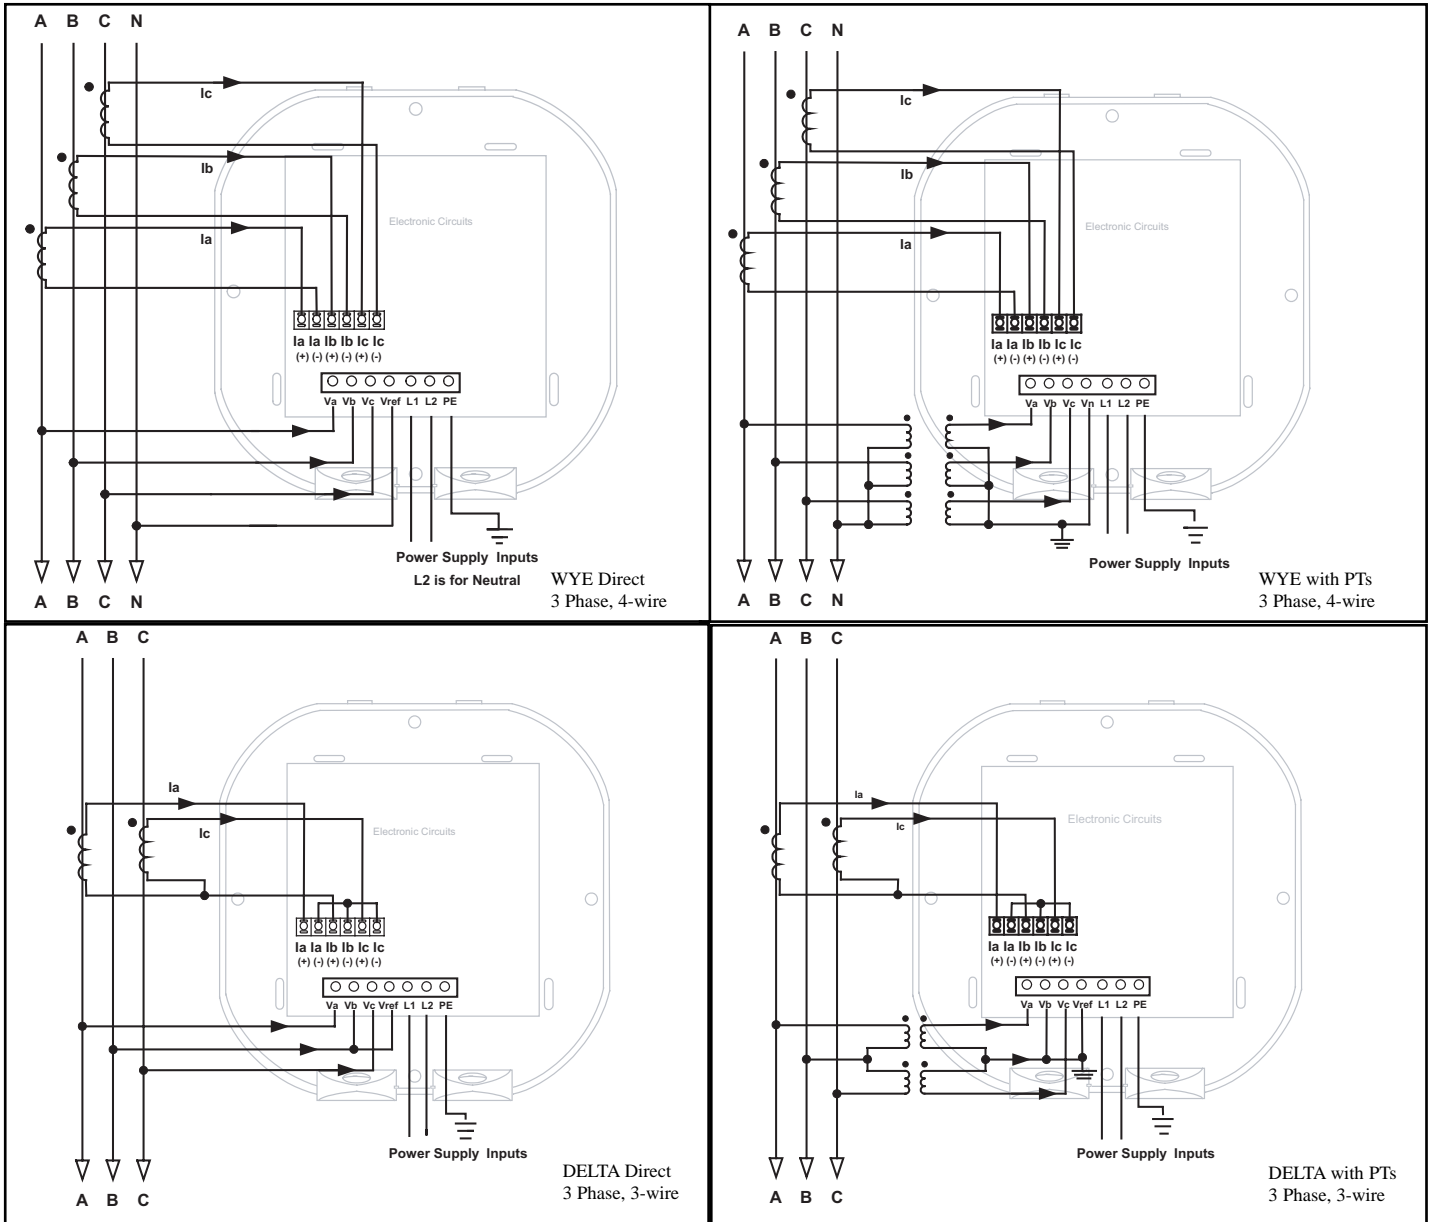 A B C N
Ic
Ib
Electronic Circuits
Ia
Ia Ia Ib Ib Ic Ic
(+) (-) (+) (-) (+) (-)
Va Vb Vc Vref L1 L2 PE
Power Supply Inputs
L2 is for Neutral
WYE Direct
3 Phase, 4-wire
A B C N
A B C N
Ic
Ib
Electronic Circuits
Ia
Ia Ia Ib Ib Ic Ic
(+) (-) (+) (-) (+) (-)
Va Vb Vc Vn L1 L2 PE
Power Supply Inputs
WYE with PTs
3 Phase, 4-wire
A B C N
A B C
Ia
Ic
Electronic Circuits
Ia Ia Ib Ib Ic Ic
(+) (-) (+) (-) (+) (-)
Va Vb Vc Vref L1 L2 PE
Power Supply Inputs
DELTA Direct
3 Phase, 3-wire
A B C
A B C
Ia
Ic
Electronic Circuits
Ia Ia Ib Ib Ic Ic
(+) (-) (+) (-) (+) (-)
Va Vb Vc Vref L1 L2 PE
Power Supply Inputs
DELTA with PTs
3 Phase, 3-wire
A B C